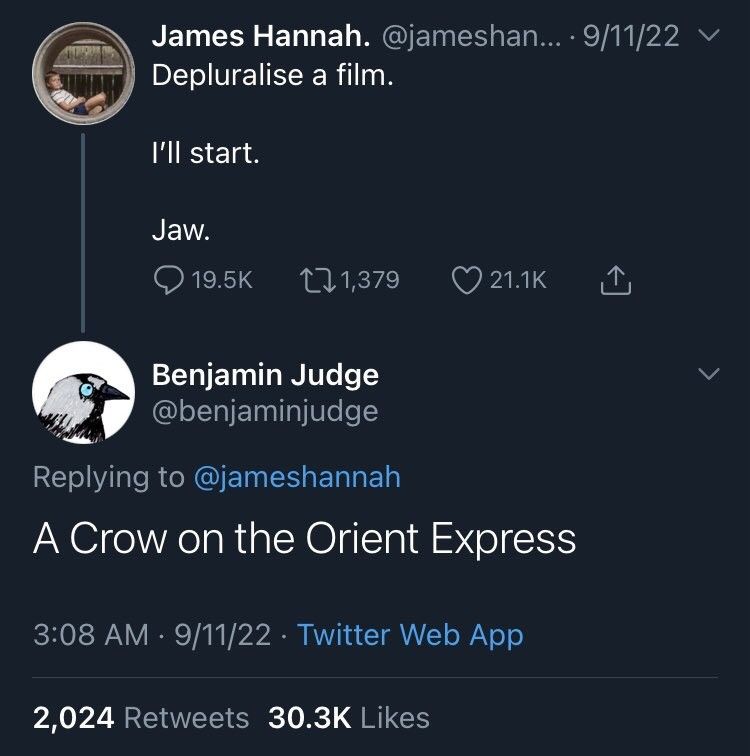 James Hannah. @jameshan... · 9/11/22
Depluralise a film.
I'll start.
Jaw.
19.5K 1,379 21.1K
Benjamin Judge
@benjaminjudge
Replying to @jameshannah
A Crow on the Orient Express
3:08 AM · 9/11/22 · Twitter Web App
2,024 Retweets 30.3K Likes